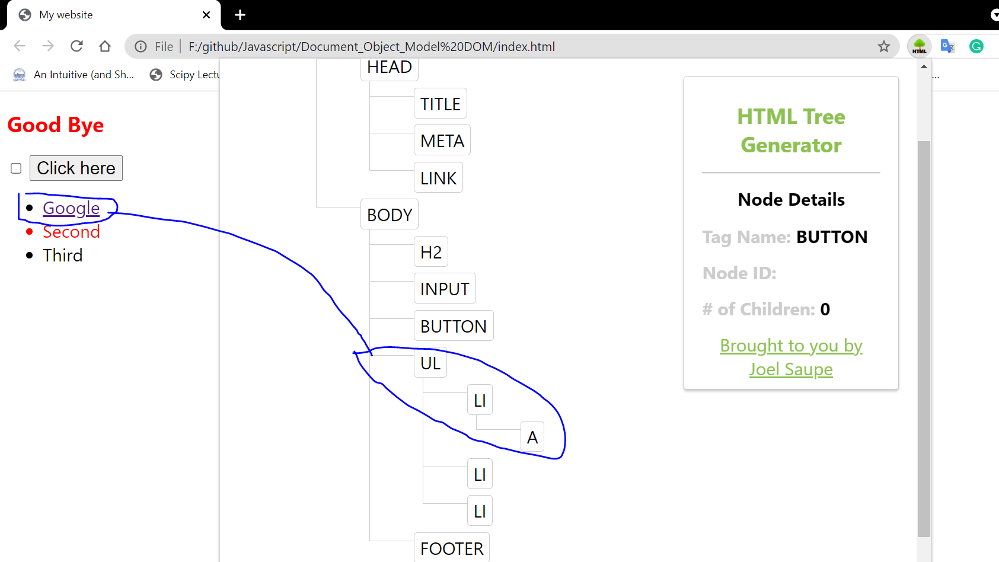 My website
File
F:/github/Javascript/Document_Object_Model%20DOM/index.html
HTML
An Intuitive (and Sh...
Scipy Lectu
...
Good Bye
Click here
Google
Second
Third
HEAD
TITLE
META
LINK
BODY
H2
INPUT
BUTTON
UL
LI
A
LI
LI
FOOTER
HTML Tree
Generator
Node Details
Tag Name: BUTTON
Node ID:
# of Children: 0
Brought to you by
Joel Saupe